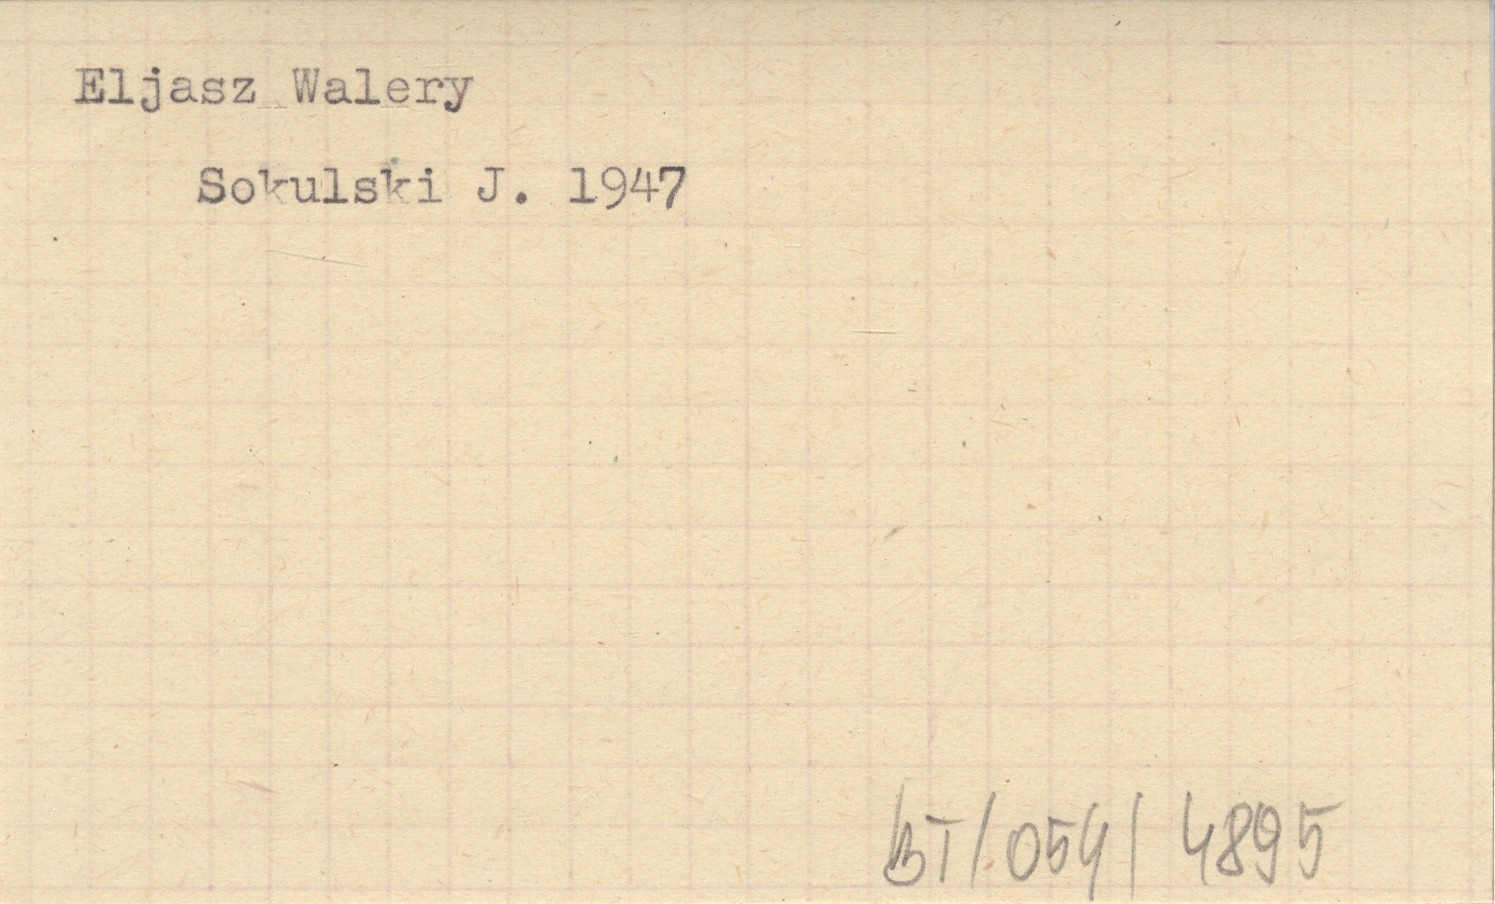 Eljasz Walery
Sokulski J. 1947
BT/054/4895